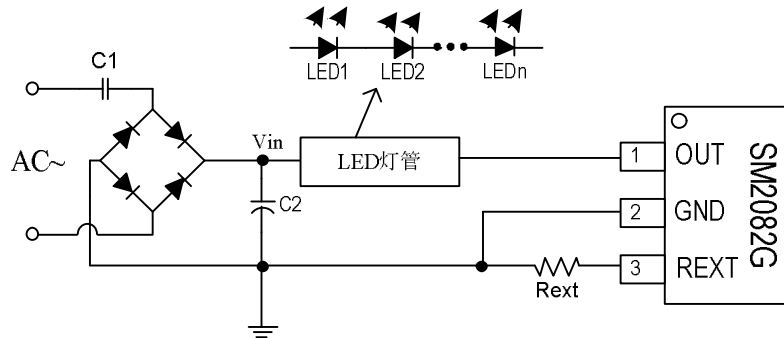 LED1
LED2
LEDn
C1
AC~
Vin
LED灯管
C2
1
OUT
2
GND
3
REXT
Rext
SM2082G